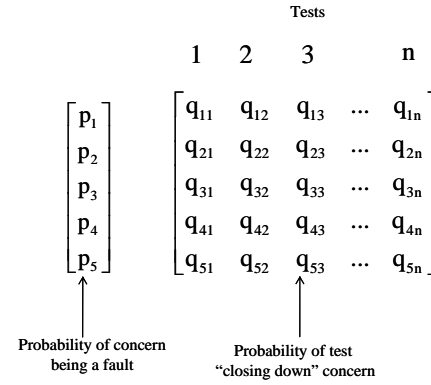 Tests
1 2 3 n
p₁ q₁₁ q₁₂ q₁₃ ... q₁ₙ
p₂ q₂₁ q₂₂ q₂₃ ... q₂ₙ
p₃ q₃₁ q₃₂ q₃₃ ... q₃ₙ
p₄ q₄₁ q₄₂ q₄₃ ... q₄ₙ
p₅ q₅₁ q₅₂ q₅₃ ... q₅ₙ
Probability of concern
being a fault
Probability of test
“closing down” concern